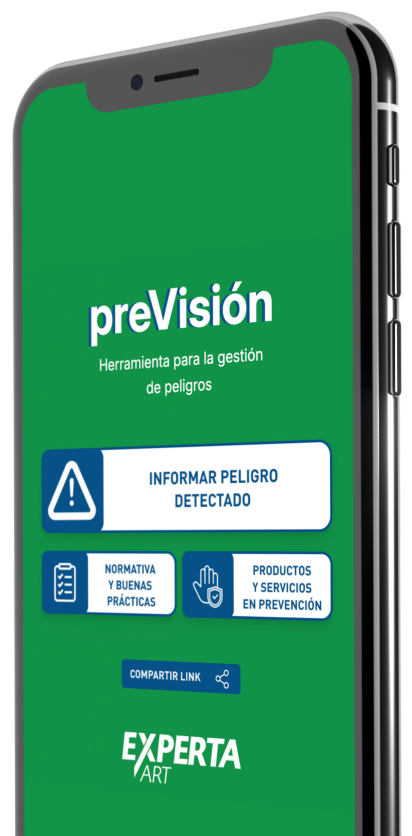 preVisión
Herramienta para la gestión
de peligros
INFORMAR PELIGRO
DETECTADO
NORMATIVA
Y BUENAS
PRÁCTICAS
PRODUCTOS
Y SERVICIOS
EN PREVENCIÓN
COMPARTIR LINK
EXPERTA
ART